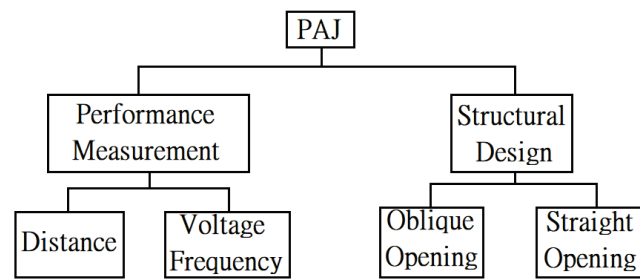 PAJ
Performance
Measurement
Structural
Design
Distance
Voltage
Frequency
Oblique
Opening
Straight
Opening